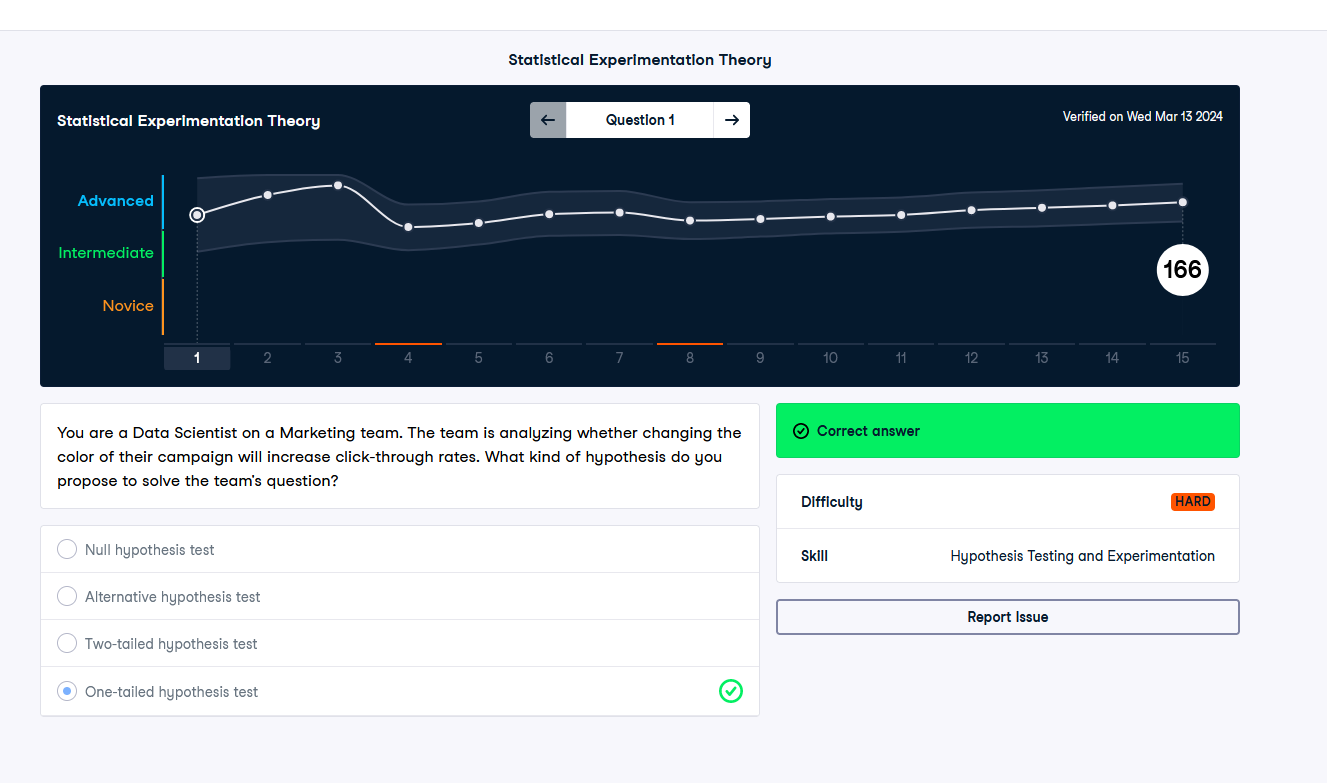 Statistical Experimentation Theory
Statistical Experimentation Theory
Question 1
Verified on Wed Mar 13 2024
Advanced
Intermediate
Novice
166
1 2 3 4 5 6 7 8 9 10 11 12 13 14 15
You are a Data Scientist on a Marketing team. The team is analyzing whether changing the
color of their campaign will increase click-through rates. What kind of hypothesis do you
propose to solve the team's question?
Null hypothesis test
Alternative hypothesis test
Two-tailed hypothesis test
One-tailed hypothesis test
Correct answer
Difficulty
HARD
Skill
Hypothesis Testing and Experimentation
Report Issue